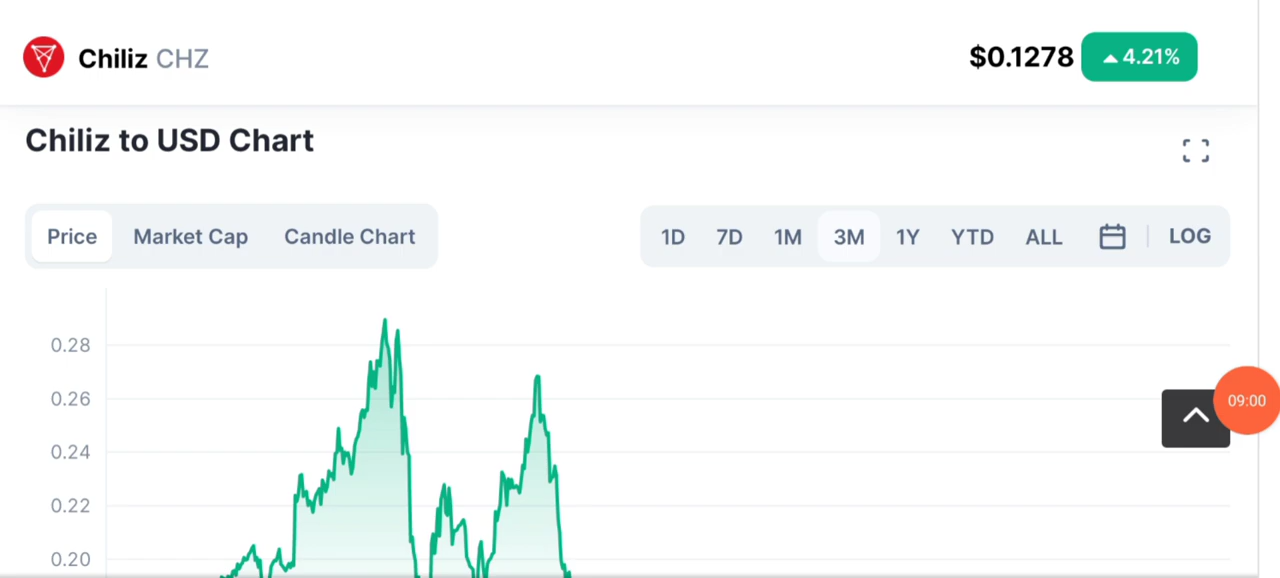 Chiliz CHZ $0.1278 4.21%
Chiliz to USD Chart
Price Market Cap Candle Chart 1D 7D 1M 3M 1Y YTD ALL LOG
0.28
0.26
09:00
0.24
0.22
0.20